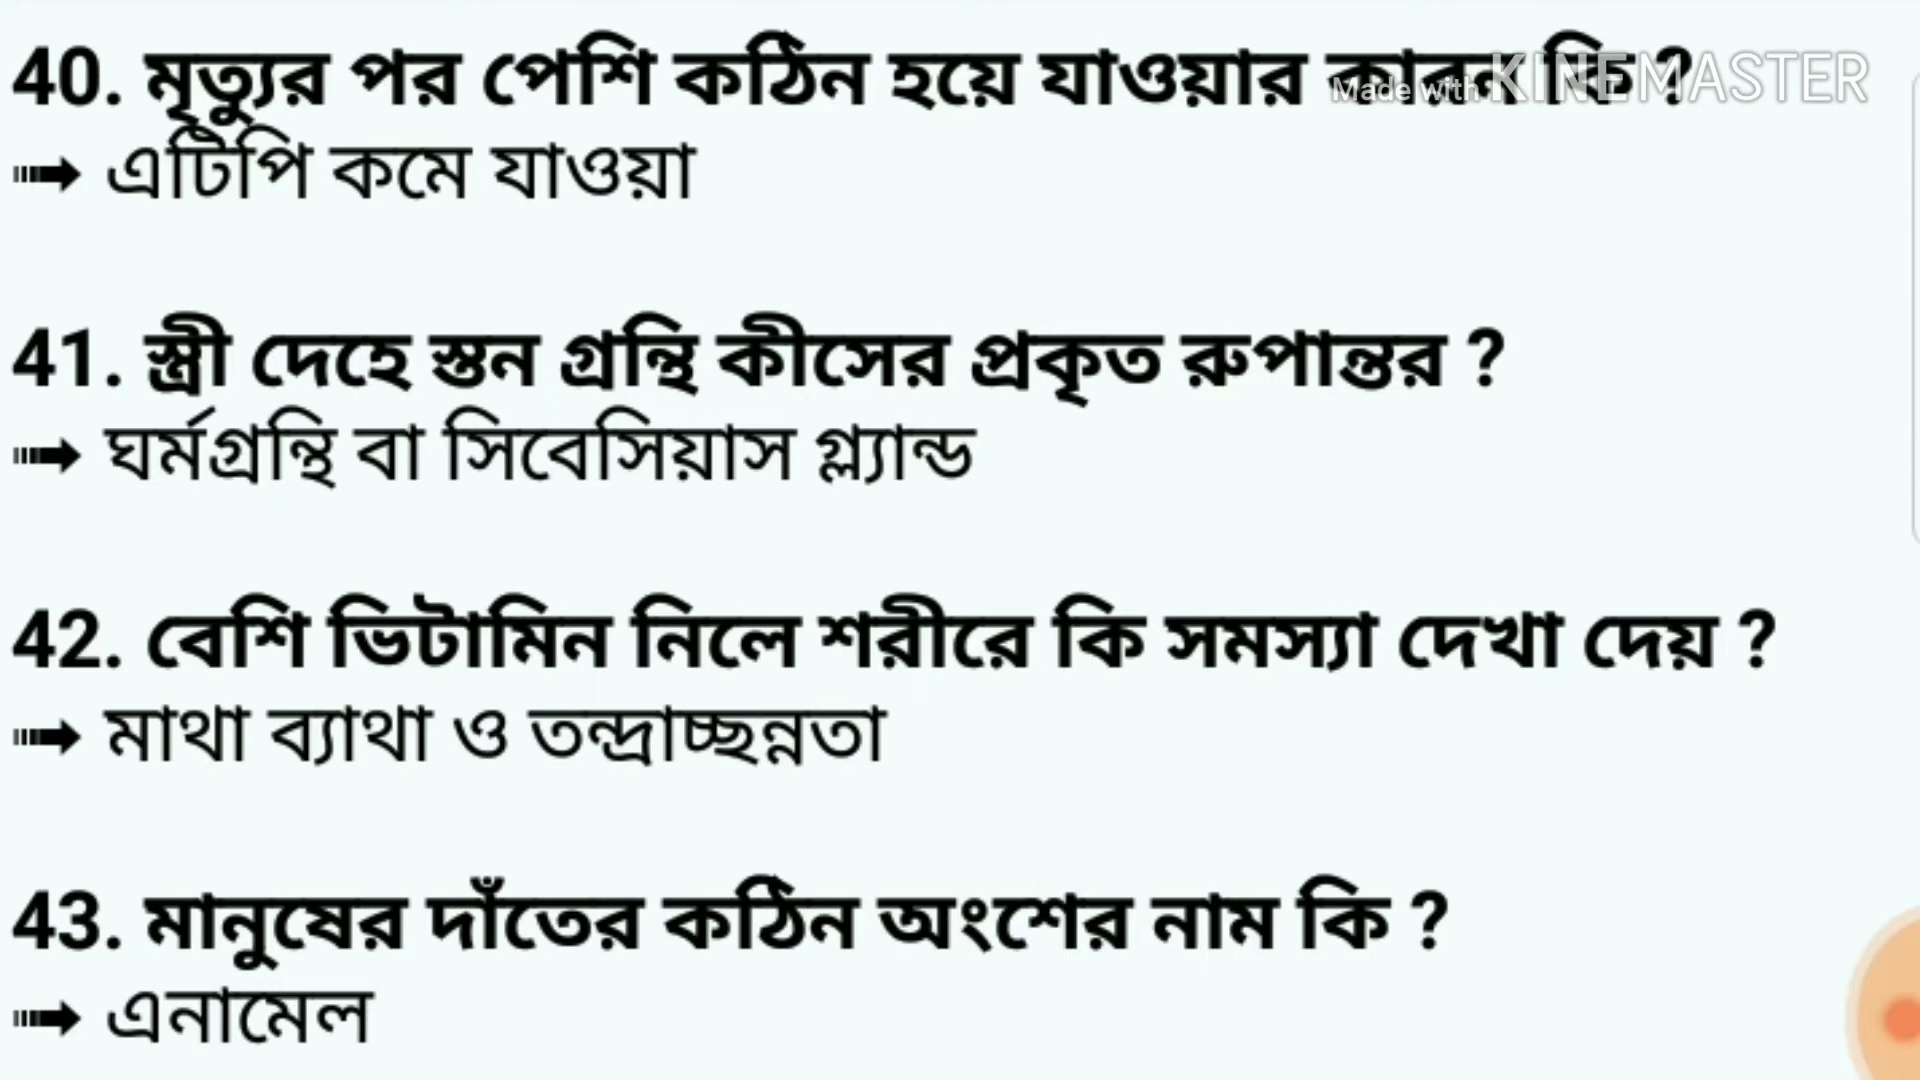 40. মৃত্যুর পর পেশি কঠিন হয়ে যাওয়ার কারন কি ?
Made with KINEMASTER
➟ এটিপি কমে যাওয়া
41. স্ত্রী দেহে স্তন গ্রন্থি কীসের প্রকৃত রুপান্তর ?
➟ ঘর্মগ্রন্থি বা সিবেসিয়াস গ্ল্যান্ড
42. বেশি ভিটামিন নিলে শরীরে কি সমস্যা দেখা দেয় ?
➟ মাথা ব্যাথা ও তন্দ্রাচ্ছন্নতা
43. মানুষের দাঁতের কঠিন অংশের নাম কি ?
➟ এনামেল